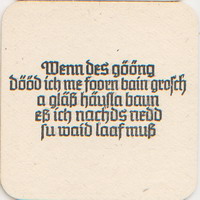 Wenn des gööng
dööd ich me foorn bain grosch
a gläß häusla baun
eß ich nachds nedd
su waid laaf muß